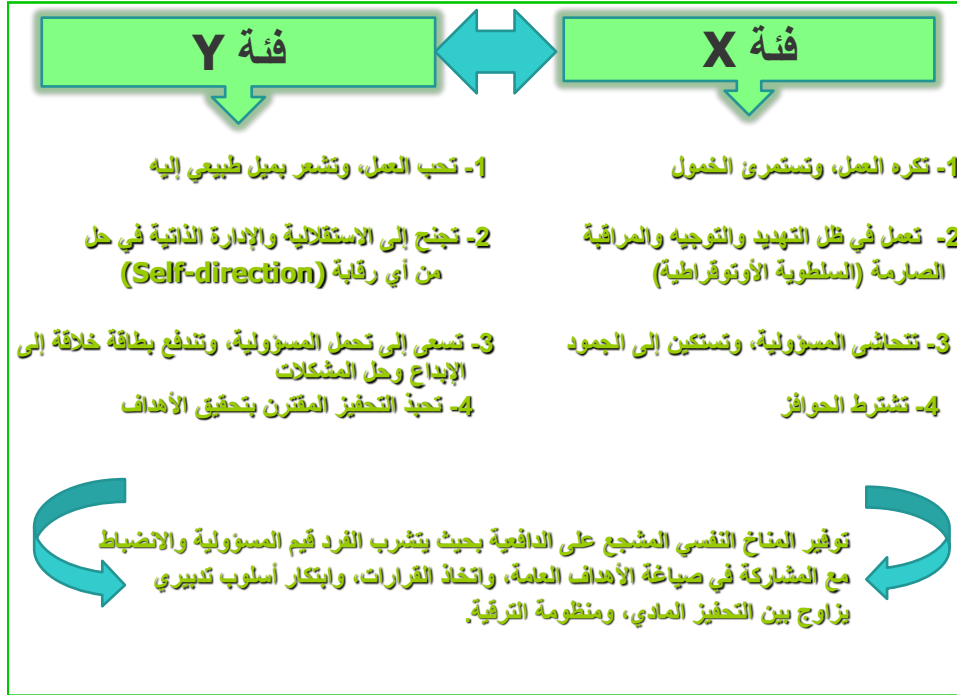 فئة X
فئة Y
1- تكره العمل، وتستمرئ الخمول
2- تعمل في ظل التهديد والتوجيه والمراقبة
الصارمة (السلطوية الأوتوقراطية)
3- تتحاشى المسؤولية، وتستكين إلى الجمود
4- تشترط الحوافز
1- تحب العمل، وتشعر بميل طبيعي إليه
2- تجنح إلى الاستقلالية والإدارة الذاتية في حل
من أي رقابة (Self-direction)
3- تسعى إلى تحمل المسؤولية، وتندفع بطاقة خلاقة إلى
الإبداع وحل المشكلات
4- تحبذ التحفيز المقترن بتحقيق الأهداف
توفير المناخ النفسي المشجع على الدافعية بحيث يتشرب الفرد قيم المسؤولية والانضباط
مع المشاركة في صياغة الأهداف العامة، واتخاذ القرارات، وابتكار أسلوب تدبيري
يزاوج بين التحفيز المادي، ومنظومة الترقية.